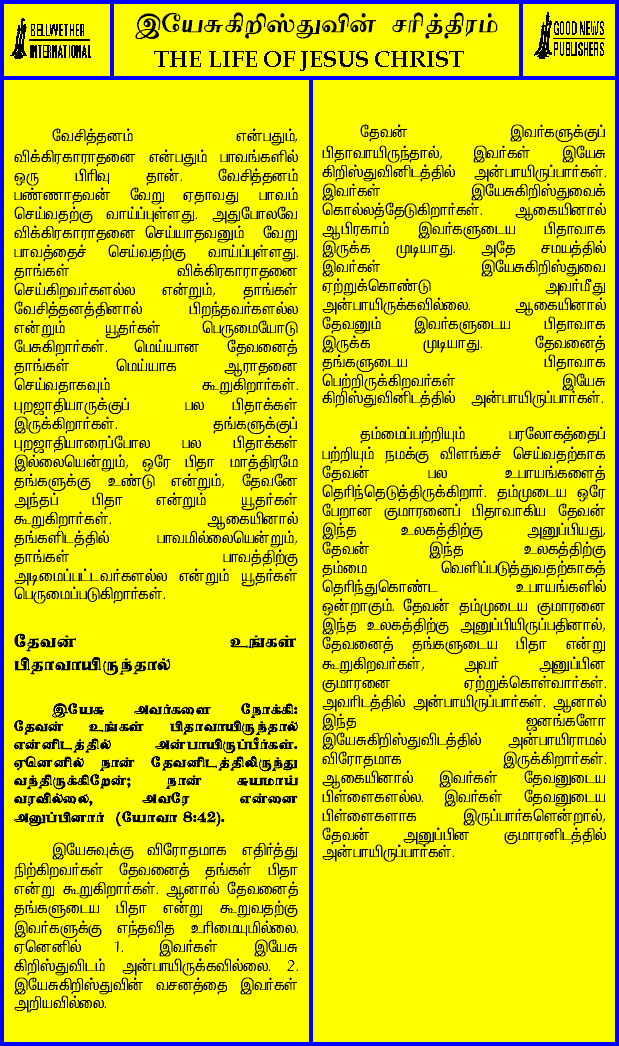 BELLWETHER
INTERNATIONAL
இயேசுகிறிஸ்துவின் சரித்திரம்
THE LIFE OF JESUS CHRIST
GOOD NEWS
PUBLISHERS
வேசித்தனம் என்பதும்,
விக்கிரகாராதனை என்பதும் பாவங்களில்
ஒரு பிரிவு தான். வேசித்தனம்
பண்ணாதவன் வேறு ஏதாவது பாவம்
செய்வதற்கு வாய்ப்புள்ளது. அதுபோலவே
விக்கிரகாராதனை செய்யாதவனும் வேறு
பாவத்தைச் செய்வதற்கு வாய்ப்புள்ளது.
தாங்கள் விக்கிரகாராதனை
செய்கிறவர்களல்ல என்றும், தாங்கள்
வேசித்தனத்தினால் பிறந்தவர்களல்ல
என்றும் யூதர்கள் பெருமையோடு
பேசுகிறார்கள். மெய்யான தேவனைத்
தாங்கள் மெய்யாக ஆராதனை
செய்வதாகவும் கூறுகிறார்கள்.
புறஜாதியாருக்குப் பல பிதாக்கள்
இருக்கிறார்கள். தங்களுக்குப்
புறஜாதியாரைப்போல பல பிதாக்கள்
இல்லையென்றும், ஒரே பிதா மாத்திரமே
தங்களுக்கு உண்டு என்றும், தேவனே
அந்தப் பிதா என்றும் யூதர்கள்
கூறுகிறார்கள். ஆகையினால்
தங்களிடத்தில் பாவமில்லையென்றும்,
தாங்கள் பாவத்திற்கு
அடிமைப்பட்டவர்களல்ல என்றும் யூதர்கள்
பெருமைப்படுகிறார்கள்.
தேவன் உங்கள்
பிதாவாயிருந்தால்
இயேசு அவர்களை நோக்கி:
தேவன் உங்கள் பிதாவாயிருந்தால்
என்னிடத்தில் அன்பாயிருப்பீர்கள்.
ஏனெனில் நான் தேவனிடத்திலிருந்து
வந்திருக்கிறேன்; நான் சுயமாய்
வரவில்லை, அவரே என்னை
அனுப்பினார் (யோவா 8:42).
இயேசுவுக்கு விரோதமாக எதிர்த்து
நிற்கிறவர்கள் தேவனைத் தங்கள் பிதா
என்று கூறுகிறார்கள். ஆனால் தேவனைத்
தங்களுடைய பிதா என்று கூறுவதற்கு
இவர்களுக்கு எந்தவித உரிமையுமில்லை.
ஏனெனில் 1. இவர்கள் இயேசு
கிறிஸ்துவிடம் அன்பாயிருக்கவில்லை. 2.
இயேசுகிறிஸ்துவின் வசனத்தை இவர்கள்
அறியவில்லை.
தேவன் இவர்களுக்குப்
பிதாவாயிருந்தால், இவர்கள் இயேசு
கிறிஸ்துவினிடத்தில் அன்பாயிருப்பார்கள்.
இவர்கள் இயேசுகிறிஸ்துவைக்
கொல்லத்தேடுகிறார்கள். ஆகையினால்
ஆபிரகாம் இவர்களுடைய பிதாவாக
இருக்க முடியாது. அதே சமயத்தில்
இவர்கள் இயேசுகிறிஸ்துவை
ஏற்றுக்கொண்டு அவர்மீது
அன்பாயிருக்கவில்லை. ஆகையினால்
தேவனும் இவர்களுடைய பிதாவாக
இருக்க முடியாது. தேவனைத்
தங்களுடைய பிதாவாக
பெற்றிருக்கிறவர்கள் இயேசு
கிறிஸ்துவினிடத்தில் அன்பாயிருப்பார்கள்.
தம்மைப்பற்றியும் பரலோகத்தைப்
பற்றியும் நமக்கு விளங்கச் செய்வதற்காக
தேவன் பல உபாயங்களைத்
தெரிந்தெடுத்திருக்கிறார். தம்முடைய ஒரே
பேறான குமாரனைப் பிதாவாகிய தேவன்
இந்த உலகத்திற்கு அனுப்பியது,
தேவன் இந்த உலகத்திற்கு
தம்மை வெளிப்படுத்துவதற்காகத்
தெரிந்துகொண்ட உபாயங்களில்
ஒன்றாகும். தேவன் தம்முடைய குமாரனை
இந்த உலகத்திற்கு அனுப்பியிருப்பதினால்,
தேவனைத் தங்களுடைய பிதா என்று
கூறுகிறவர்கள், அவர் அனுப்பின
குமாரனை ஏற்றுக்கொள்வார்கள்.
அவரிடத்தில் அன்பாயிருப்பார்கள். ஆனால்
இந்த ஜனங்களோ
இயேசுகிறிஸ்துவிடத்தில் அன்பாயிராமல்
விரோதமாக இருக்கிறார்கள்.
ஆகையினால் இவர்கள் தேவனுடைய
பிள்ளைகளல்ல. இவர்கள் தேவனுடைய
பிள்ளைகளாக இருப்பார்களென்றால்,
தேவன் அனுப்பின குமாரனிடத்தில்
அன்பாயிருப்பார்கள்.